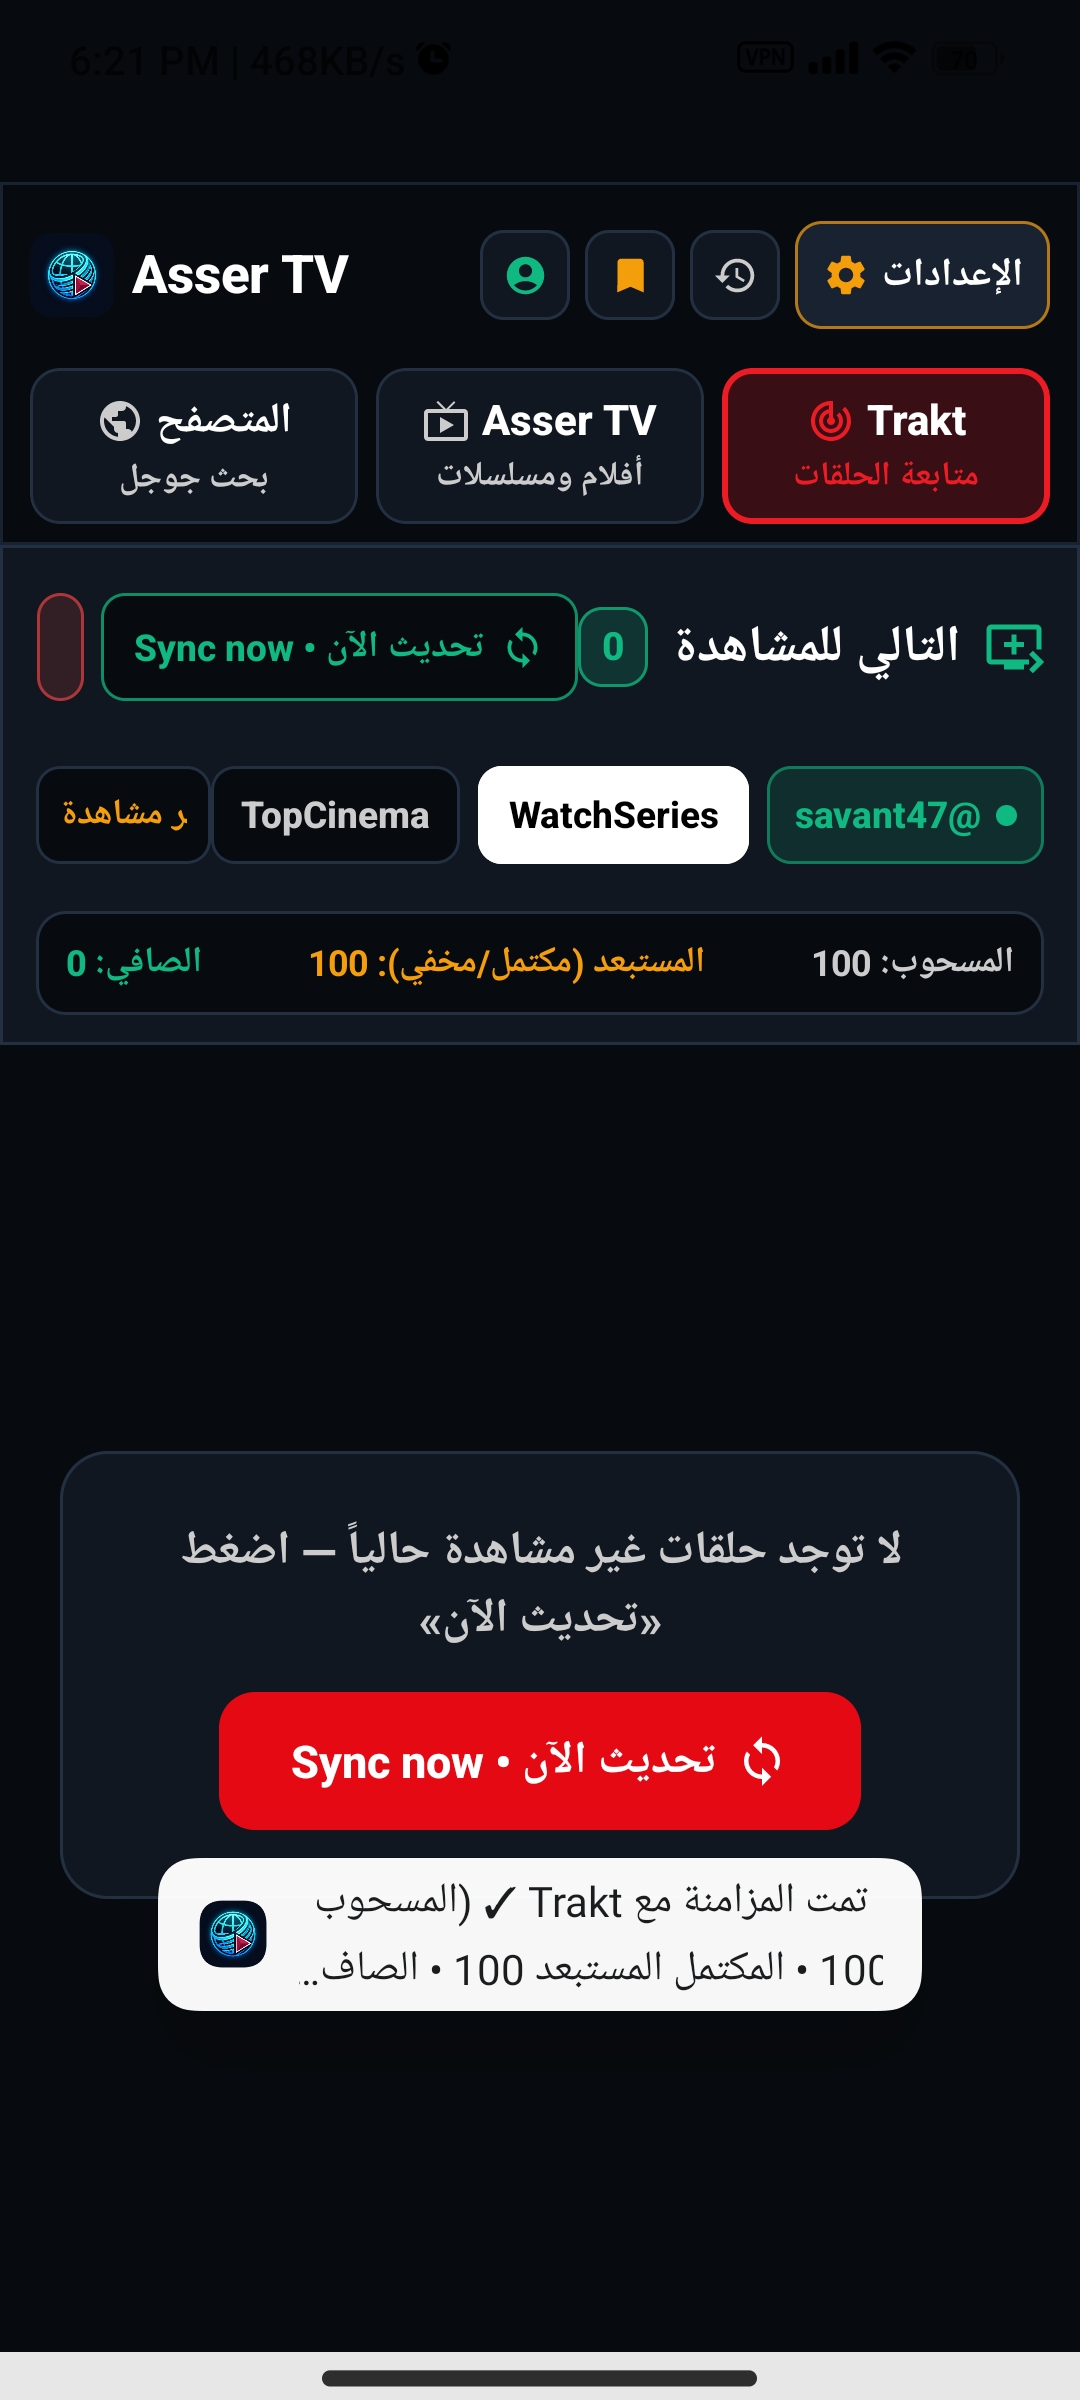 6:21 PM | 468KB/s
VPN
70
Asser TV
الإعدادات
Trakt
متابعة الحلقات
Asser TV
أفلام ومسلسلات
المتصفح
بحث جوجل
التالي للمشاهدة
0
تحديث الآن • Sync now
savant47@
WatchSeries
TopCinema
ر مشاهدة
المسحوب: 100
المستبعد (مكتمل/مخفي): 100
الصافي: 0
لا توجد حلقات غير مشاهدة حالياً — اضغط
«تحديث الآن»
تحديث الآن • Sync now
تمت المزامنة مع Trakt ✓ (المسحوب
100 • المكتمل المستبعد 100 • الصاف...